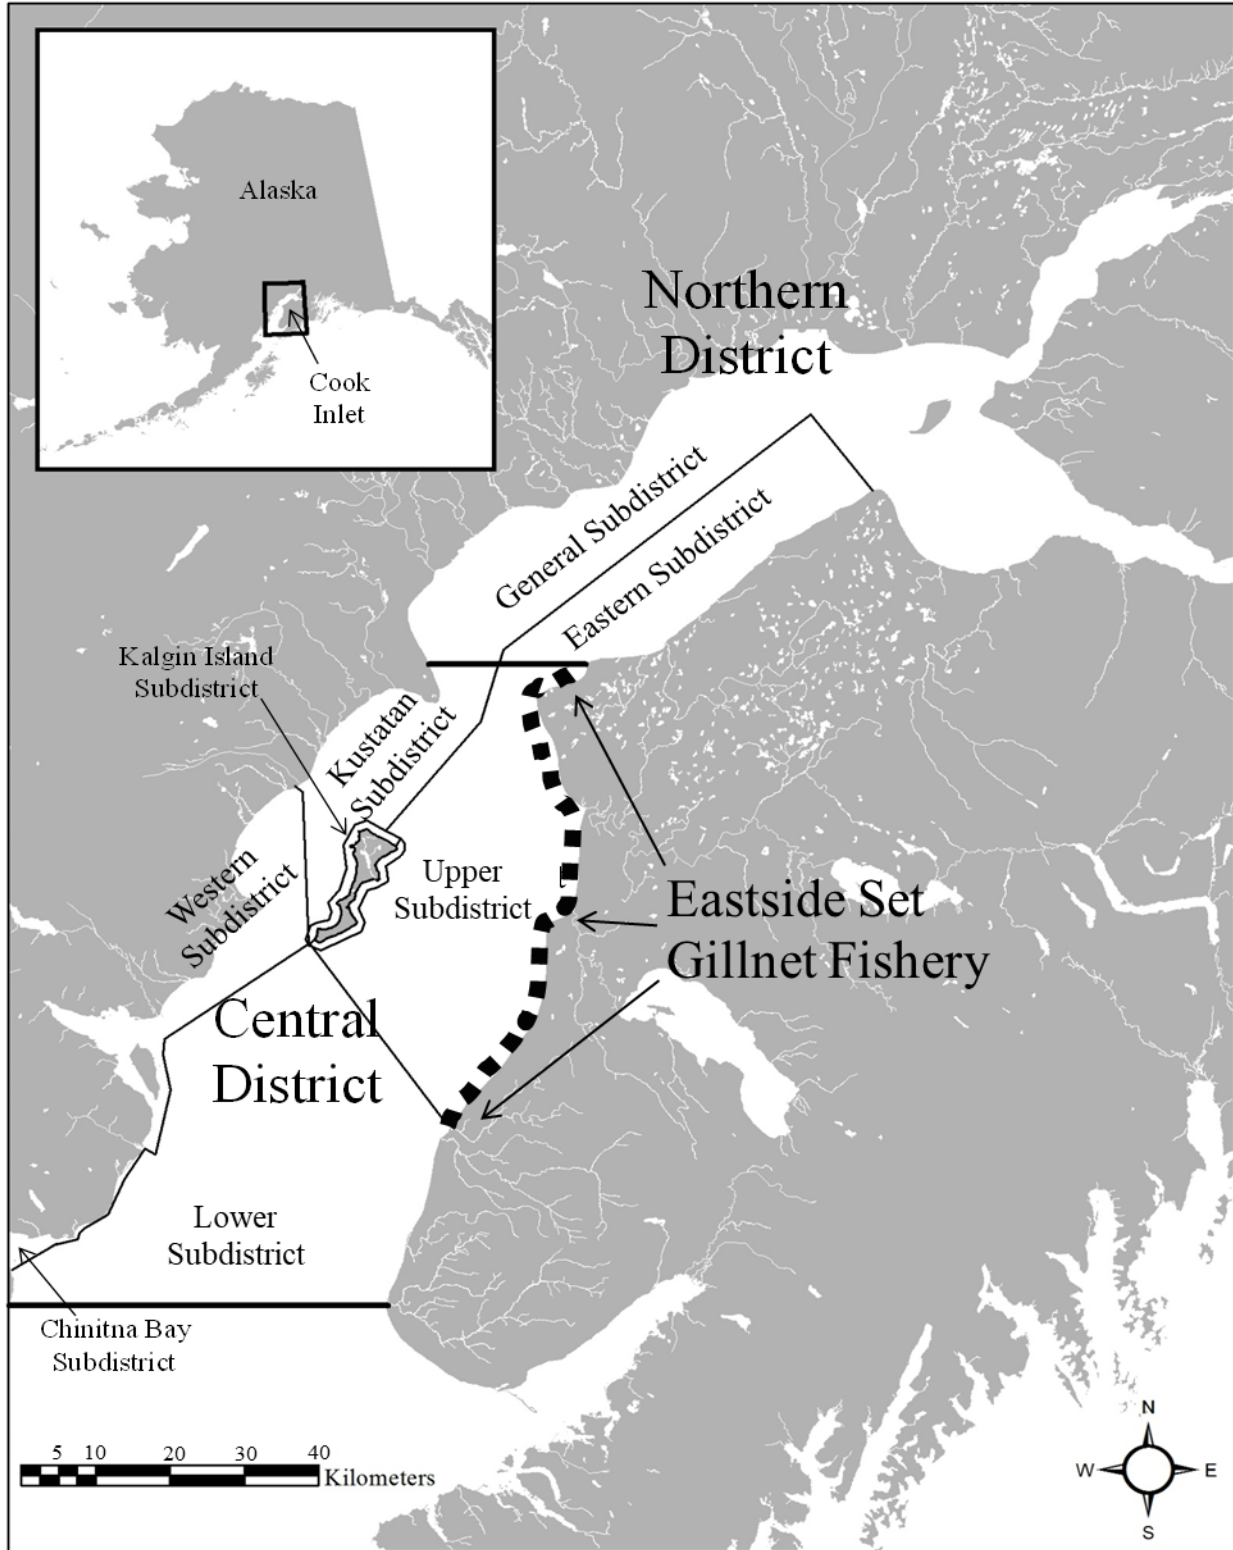 Alaska
Cook
Inlet
Northern
District
General Subdistrict
Eastern Subdistrict
Kalgin Island
Subdistrict
Kustatan
Subdistrict
Western
Subdistrict
Upper
Subdistrict
Eastside Set
Gillnet Fishery
Central
District
Lower
Subdistrict
Chinitna Bay
Subdistrict
5 10 20 30 40
Kilometers
N
W E
S